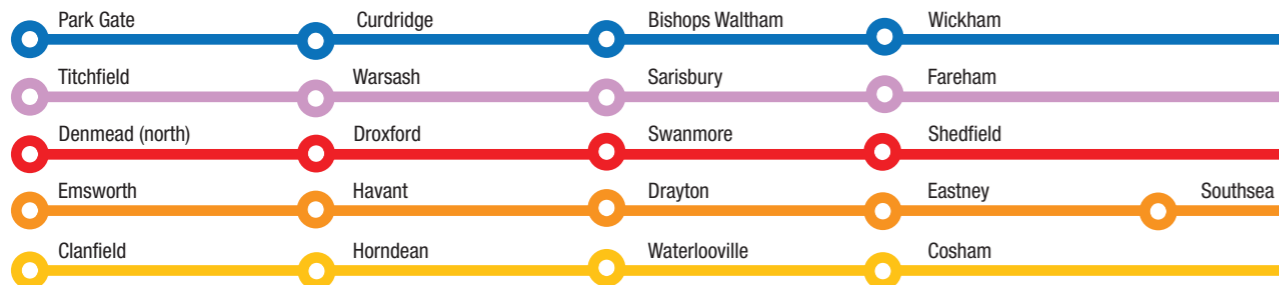 Park Gate Curdridge Bishops Waltham Wickham
Titchfield Warsash Sarisbury Fareham
Denmead (north) Droxford Swanmore Shedfield
Emsworth Havant Drayton Eastney Southsea
Clanfield Horndean Waterlooville Cosham